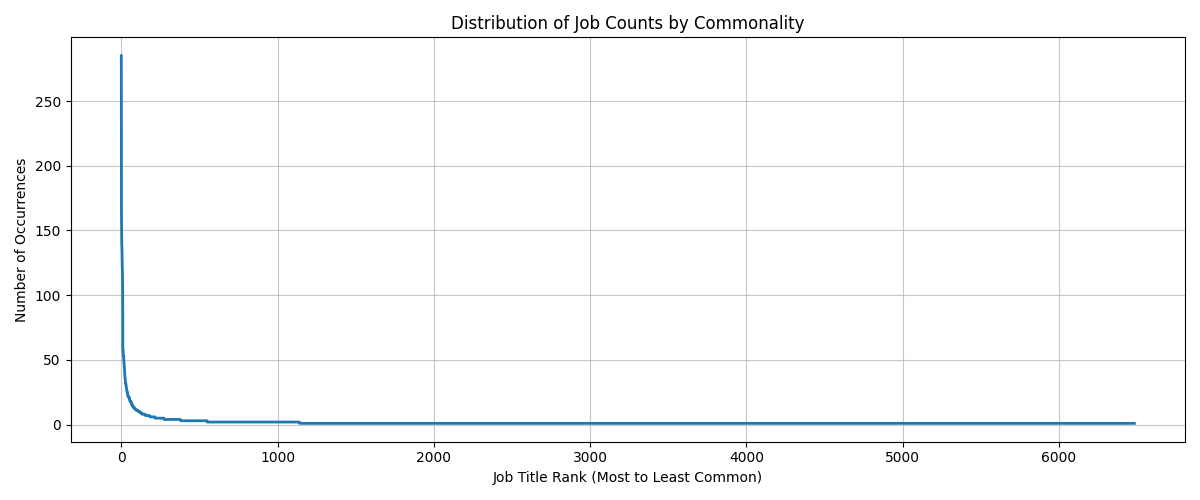 Distribution of Job Counts by Commonality
Number of Occurrences
250
200
150
100
50
0
0 1000 2000 3000 4000 5000 6000
Job Title Rank (Most to Least Common)